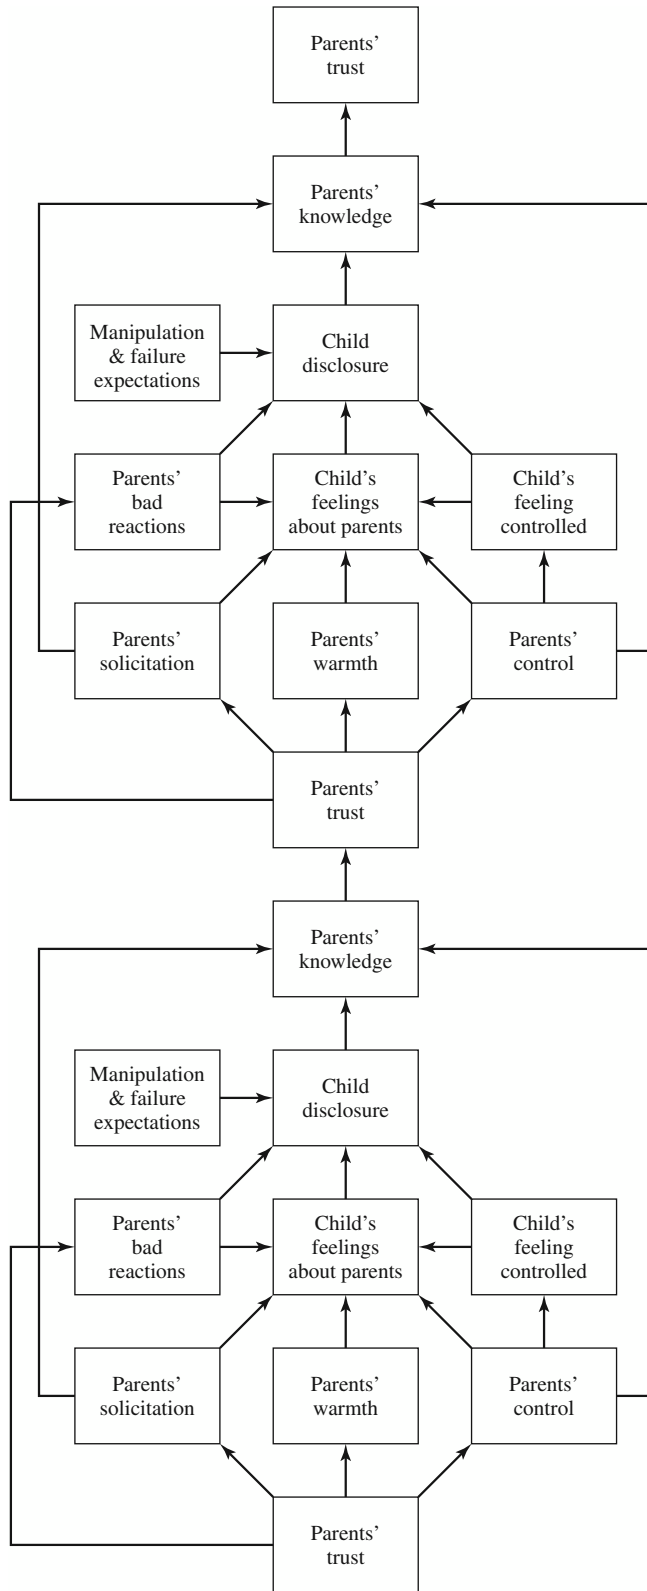 Parents’
trust
Parents’
knowledge
Manipulation
& failure
expectations
Child
disclosure
Parents’
bad
reactions
Child’s
feelings
about parents
Child’s
feeling
controlled
Parents’
solicitation
Parents’
warmth
Parents’
control
Parents’
trust
Parents’
knowledge
Manipulation
& failure
expectations
Child
disclosure
Parents’
bad
reactions
Child’s
feelings
about parents
Child’s
feeling
controlled
Parents’
solicitation
Parents’
warmth
Parents’
control
Parents’
trust